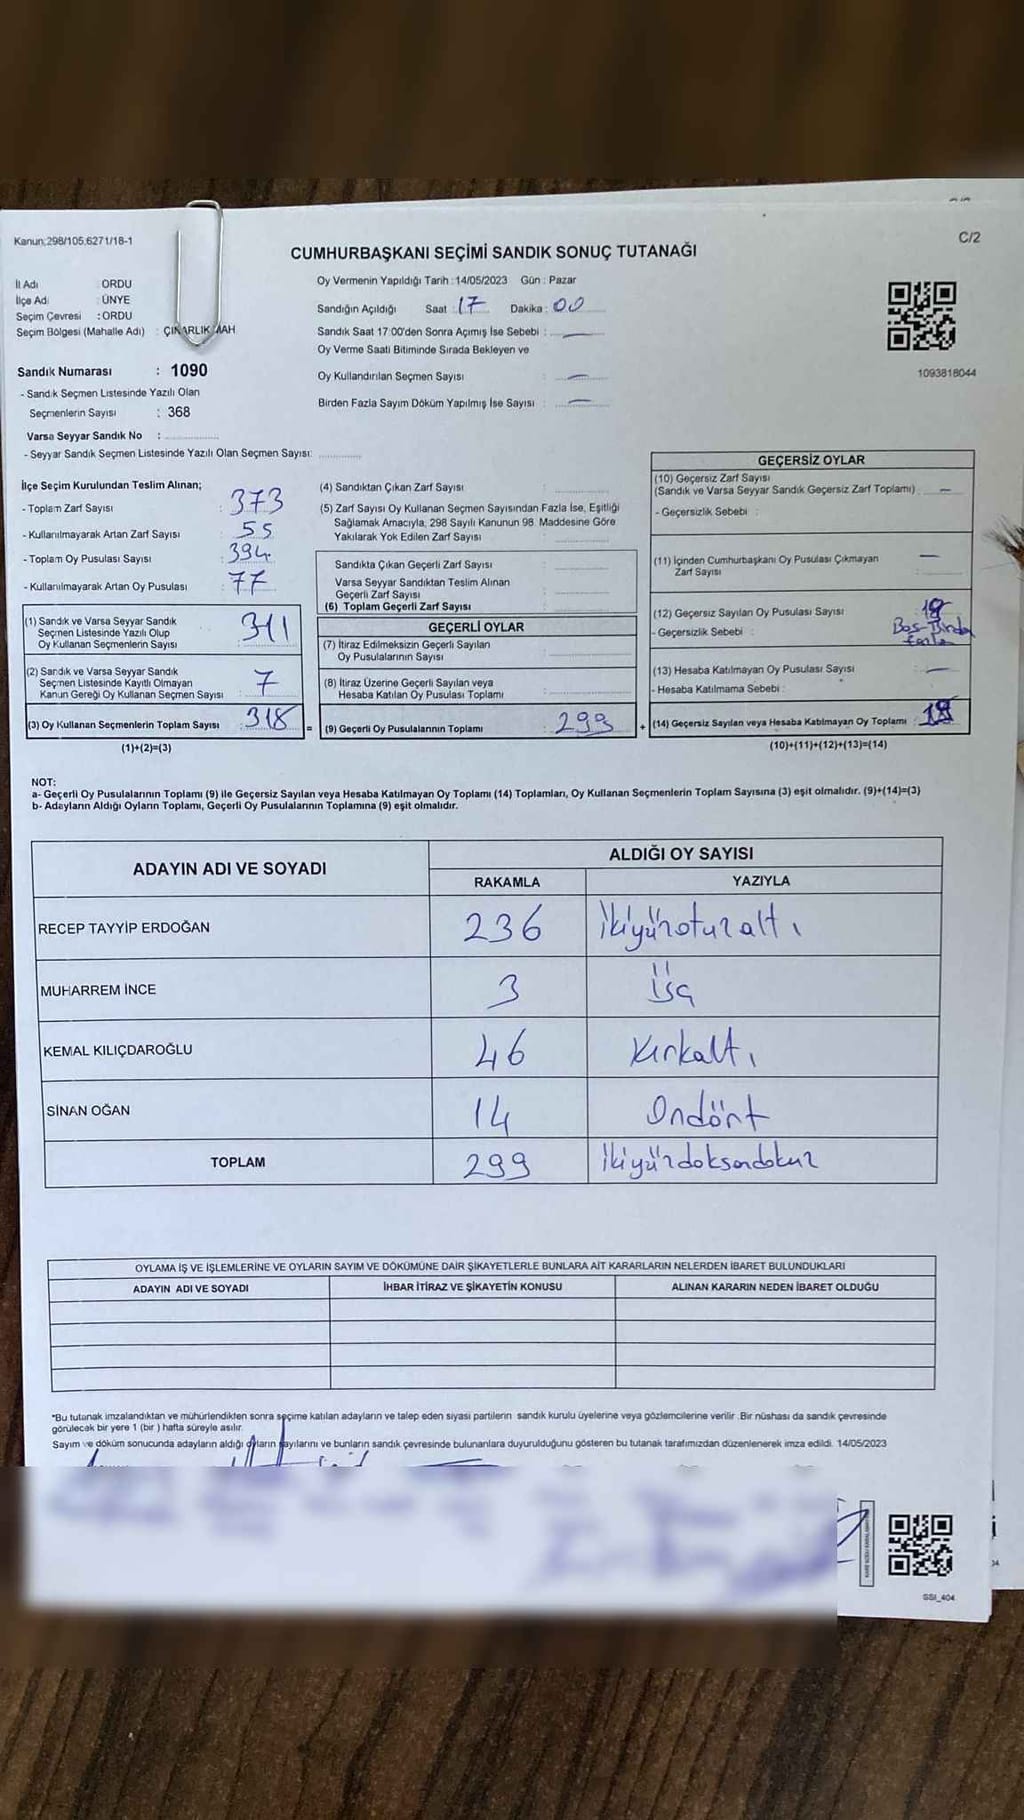 Kanun:298/105,6271/18-1
C/2
CUMHURBAŞKANI SEÇİMİ SANDIK SONUÇ TUTANAĞI
İl Adı : ORDU
İlçe Adı : ÜNYE
Seçim Çevresi : ORDU
Seçim Bölgesi (Mahalle Adı) : ÇINARLIK MAH
Sandık Numarası : 1090
- Sandık Seçmen Listesinde Yazılı Olan
Seçmenlerin Sayısı : 368
Varsa Seyyar Sandık No :
- Seyyar Sandık Seçmen Listesinde Yazılı Olan Seçmen Sayısı:
Oy Vermenin Yapıldığı Tarih : 14/05/2023 Gün : Pazar
Sandığın Açıldığı Saat : 17 Dakika : 00
Sandık Saat 17:00'den Sonra Açımış İse Sebebi : —
Oy Verme Saati Bitiminde Sırada Bekleyen ve
Oy Kullandırılan Seçmen Sayısı : —
Birden Fazla Sayım Döküm Yapılmış İse Sayısı : —
1093818044
İlçe Seçim Kurulundan Teslim Alınan;
- Toplam Zarf Sayısı : 373
- Kullanılmayarak Artan Zarf Sayısı : 55
- Toplam Oy Pusulası Sayısı : 394
- Kullanılmayarak Artan Oy Pusulası : 77
(1) Sandık ve Varsa Seyyar Sandık
Seçmen Listesinde Yazılı Olup
Oy Kullanan Seçmenlerin Sayısı : 311
(2) Sandık ve Varsa Seyyar Sandık
Seçmen Listesinde Kayıtlı Olmayan
Kanun Gereği Oy Kullanan Seçmen Sayısı : 7
(3) Oy Kullanan Seçmenlerin Toplam Sayısı : 318
(1)+(2)=(3)
(4) Sandıktan Çıkan Zarf Sayısı :
(5) Zarf Sayısı Oy Kullanan Seçmen Sayısından Fazla İse, Eşitliği
Sağlamak Amacıyla, 298 Sayılı Kanunun 98. Maddesine Göre
Yakılarak Yok Edilen Zarf Sayısı :
Sandıkta Çıkan Geçerli Zarf Sayısı :
Varsa Seyyar Sandıktan Teslim Alınan
Geçerli Zarf Sayısı :
(6) Toplam Geçerli Zarf Sayısı :
GEÇERLİ OYLAR
(7) İtiraz Edilmeksizin Geçerli Sayılan
Oy Pusulalarının Sayısı :
(8) İtiraz Üzerine Geçerli Sayılan veya
Hesaba Katılan Oy Pusulası Toplamı :
= (9) Geçerli Oy Pusulalarının Toplamı : 299
GEÇERSİZ OYLAR
(10) Geçersiz Zarf Sayısı
(Sandık ve Varsa Seyyar Sandık Geçersiz Zarf Toplamı) : —
- Geçersizlik Sebebi :
(11) İçinden Cumhurbaşkanı Oy Pusulası Çıkmayan : —
Zarf Sayısı
(12) Geçersiz Sayılan Oy Pusulası Sayısı : 19
- Geçersizlik Sebebi : Boş-Birden
fazla
(13) Hesaba Katılmayan Oy Pusulası Sayısı : —
- Hesaba Katılmama Sebebi :
+ (14) Geçersiz Sayılan veya Hesaba Katılmayan Oy Toplamı : 19
(10)+(11)+(12)+(13)=(14)
NOT:
a- Geçerli Oy Pusulalarının Toplamı (9) ile Geçersiz Sayılan veya Hesaba Katılmayan Oy Toplamı (14) Toplamları, Oy Kullanan Seçmenlerin Toplam Sayısına (3) eşit olmalıdır. (9)+(14)=(3)
b- Adayların Aldığı Oyların Toplamı, Geçerli Oy Pusulalarının Toplamına (9) eşit olmalıdır.
ADAYIN ADI VE SOYADI
ALDIĞI OY SAYISI
RAKAMLA YAZIYLA
RECEP TAYYİP ERDOĞAN 236 İkiyüzoturaltı
MUHARREM İNCE 3 Üç
KEMAL KILIÇDAROĞLU 46 Kırkaltı
SİNAN OĞAN 14 Ondört
TOPLAM 299 İkiyüzdoksandokuz
OYLAMA İŞ VE İŞLEMLERİNE VE OYLARIN SAYIM VE DÖKÜMÜNE DAİR ŞİKAYETLERLE BUNLARA AİT KARARLARIN NELERDEN İBARET BULUNDUKLARI
ADAYIN ADI VE SOYADI İHBAR İTİRAZ VE ŞİKAYETİN KONUSU ALINAN KARARIN NEDEN İBARET OLDUĞU
*Bu tutanak imzalandıktan ve mühürlendikten sonra seçime katılan adayların ve talep eden siyasi partilerin sandık kurulu üyelerine veya gözlemcilerine verilir .Bir nüshası da sandık çevresinde
görülecek bir yere 1 (bir ) hafta süreyle asılır.
Sayım ve döküm sonucunda adayların aldığı oyların sayılarını ve bunların sandık çevresinde bulunanlara duyurulduğunu gösteren bu tutanak tarafımızdan düzenlenerek imza edildi. 14/05/2023
SSI_404